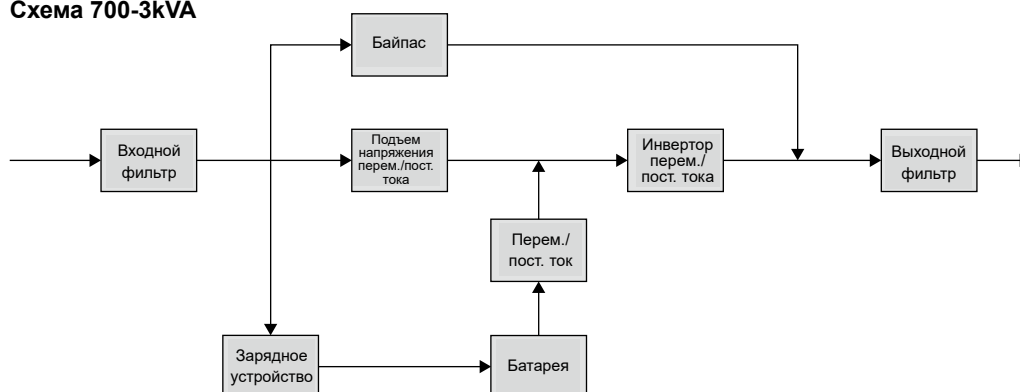 Схема 700-3kVA
Байпас
Входной
фильтр
Подъем
напряжения
перем./пост.
тока
Инвертор
перем./
пост. тока
Выходной
фильтр
Перем./
пост. ток
Зарядное
устройство
Батарея